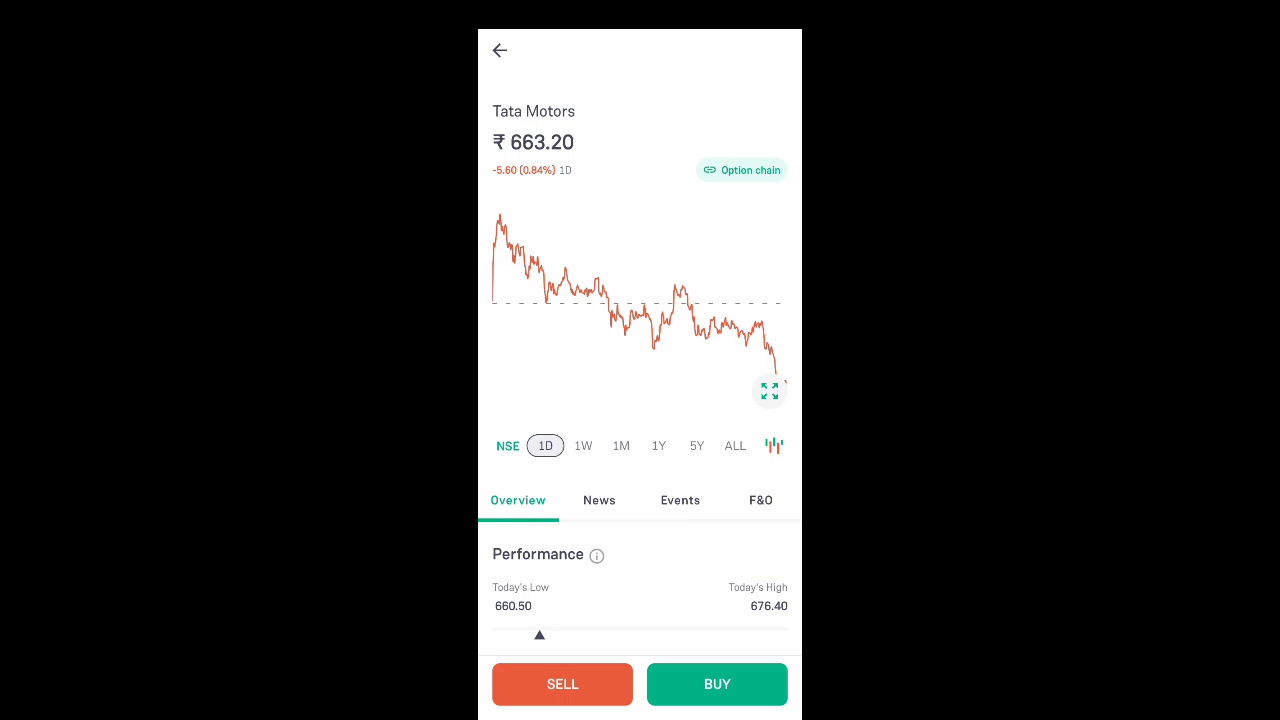 Tata Motors
₹ 663.20
-5.60 (0.84%) 1D
Option chain
NSE 1D 1W 1M 1Y 5Y ALL
Overview News Events F&O
Performance
Today's Low Today's High
660.50 676.40
SELL BUY